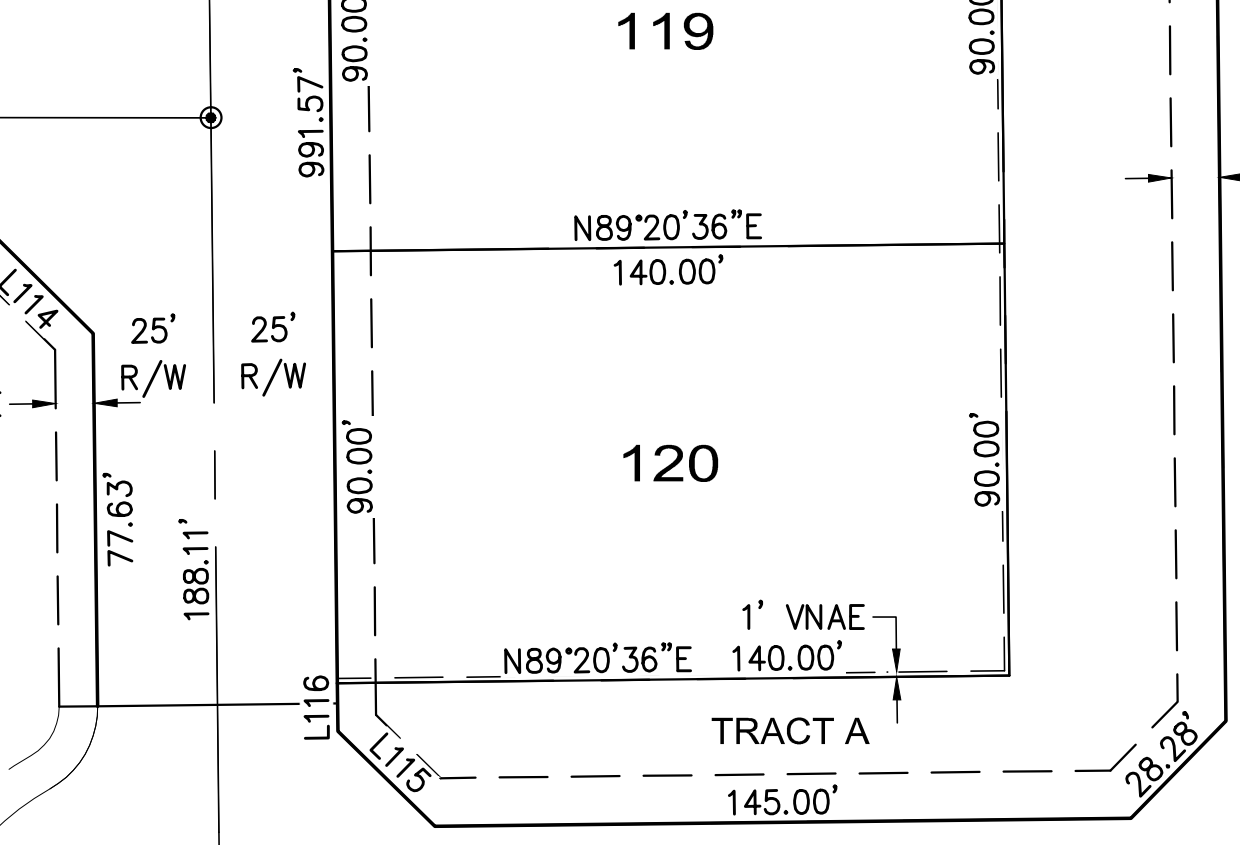 90.00'
119
90.00'
991.57'
N89°20'36"E
140.00'
L114
25'
R/W
25'
R/W
90.00'
120
90.00'
77.63'
188.11'
1' VNAE
N89°20'36"E 140.00'
L116
TRACT A
L115
28.28'
145.00'